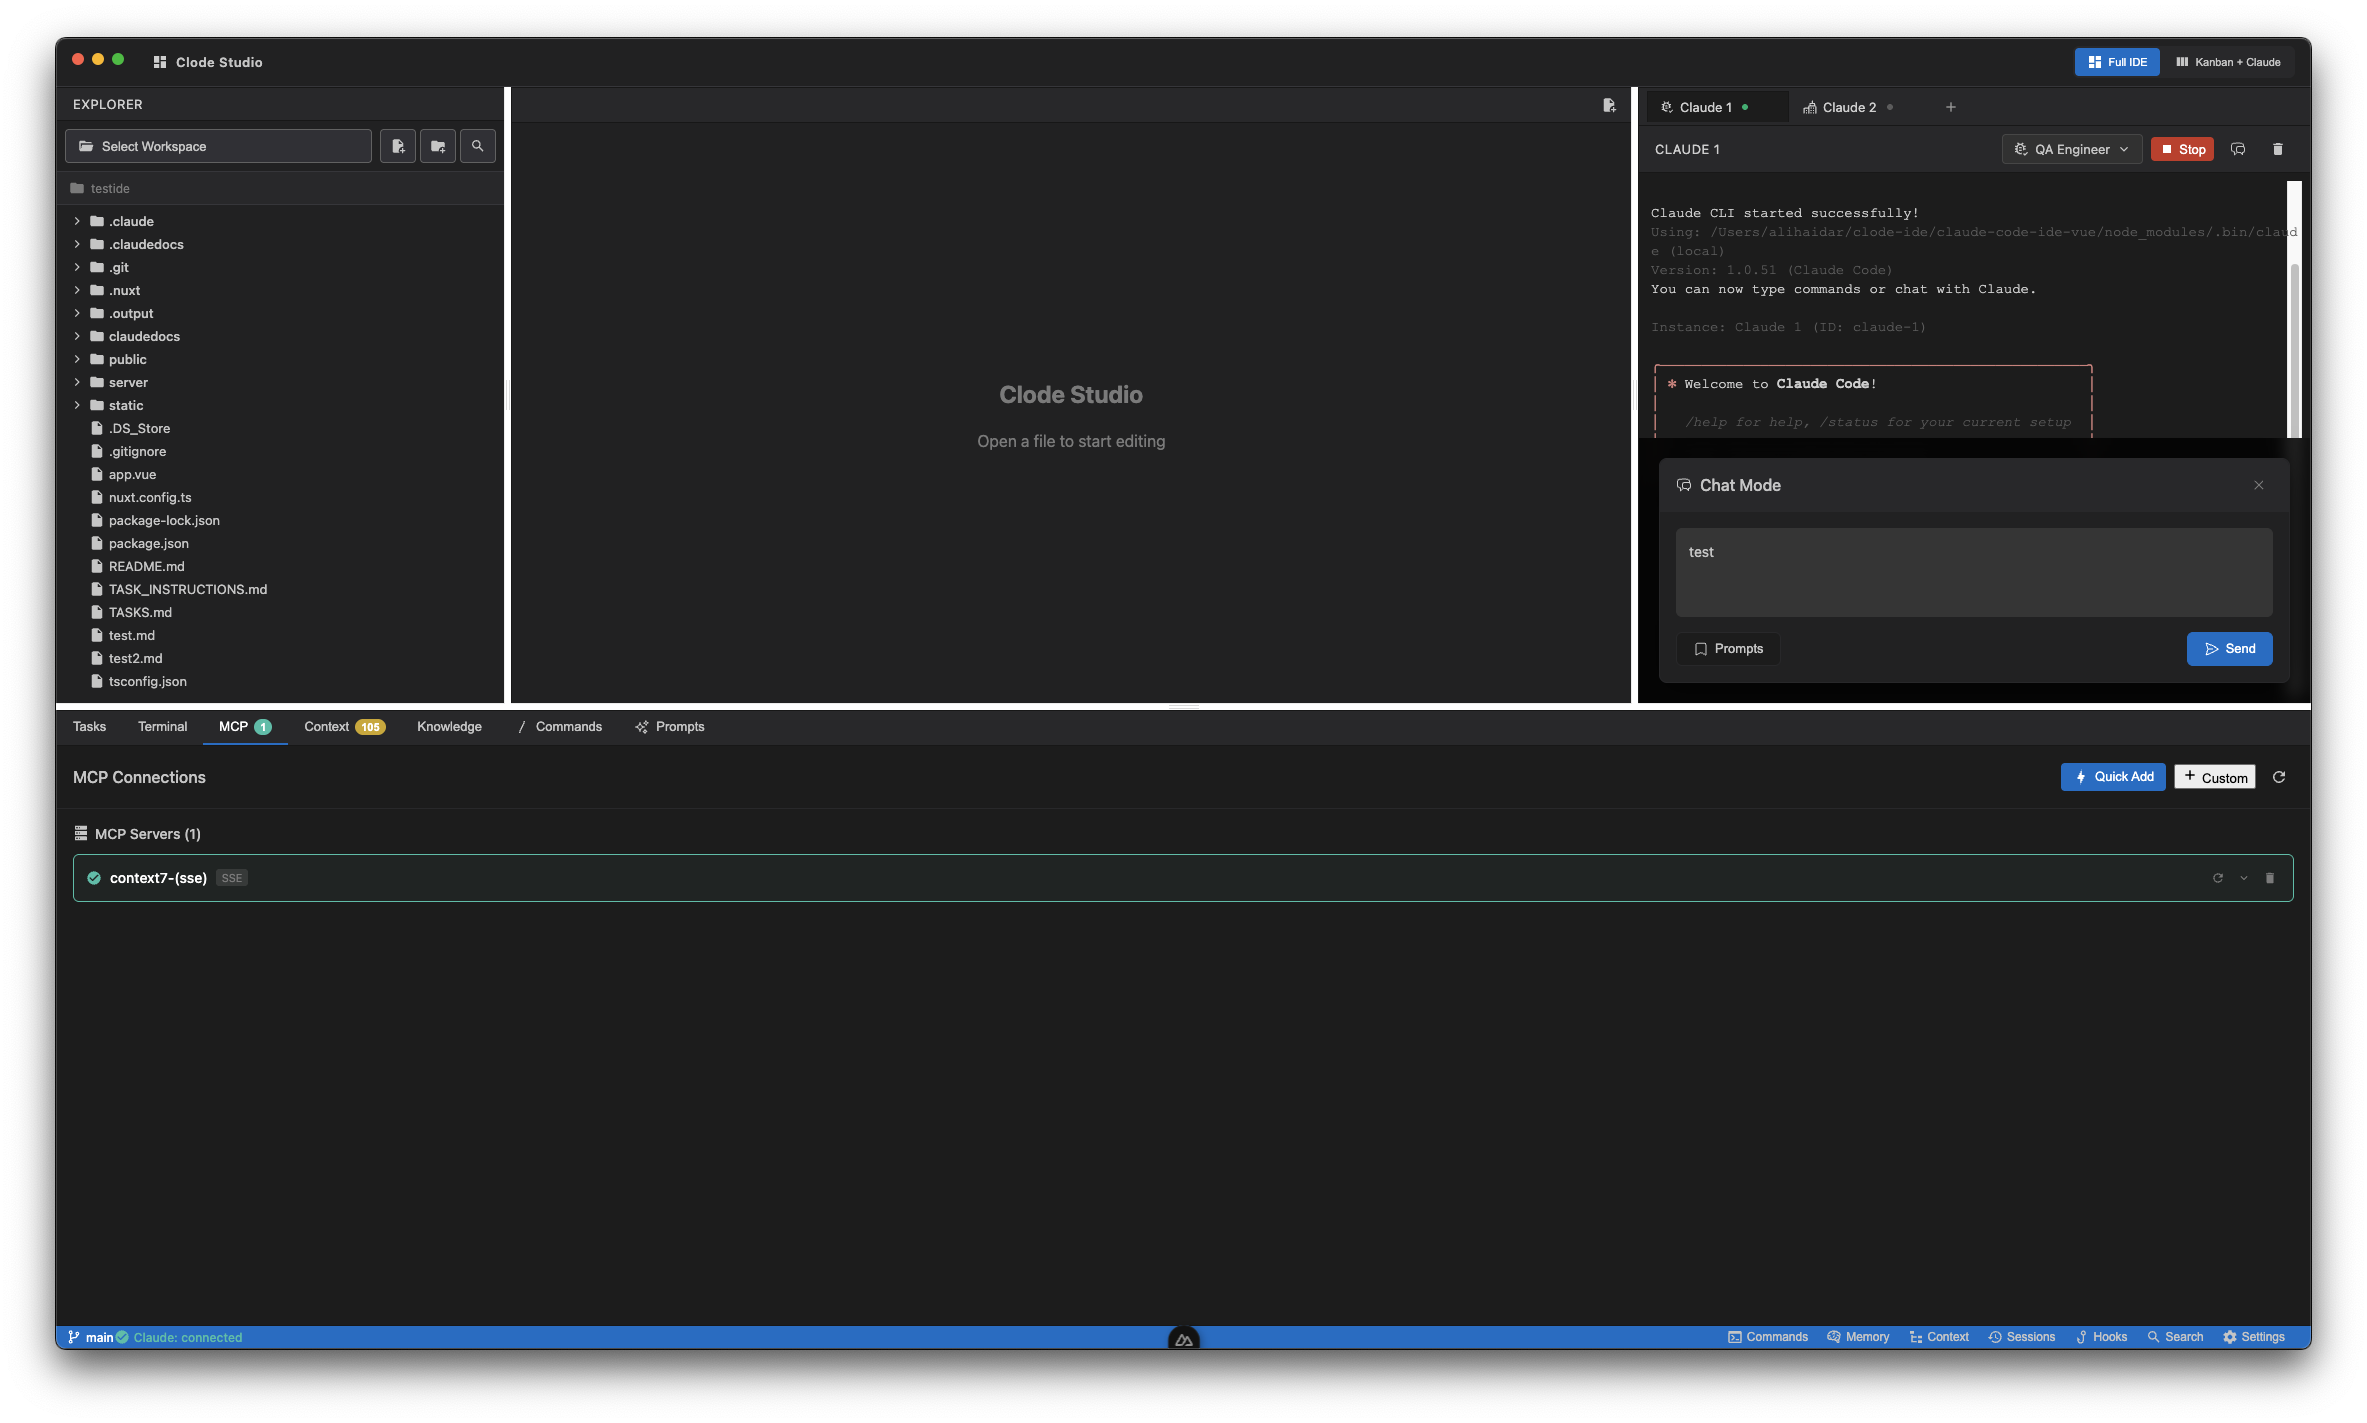 Clode Studio
Full IDE
Kanban + Claude
EXPLORER
Select Workspace
testide
.claude
.claudedocs
.git
.nuxt
.output
claudedocs
public
server
static
.DS_Store
.gitignore
app.vue
nuxt.config.ts
package-lock.json
package.json
README.md
TASK_INSTRUCTIONS.md
TASKS.md
test.md
test2.md
tsconfig.json
Clode Studio
Open a file to start editing
Claude 1
Claude 2
CLAUDE 1
QA Engineer
Stop
Claude CLI started successfully!
Using: /Users/alihaidar/clode-ide/claude-code-ide-vue/node_modules/.bin/claud
e (local)
Version: 1.0.51 (Claude Code)
You can now type commands or chat with Claude.
Instance: Claude 1 (ID: claude-1)
* Welcome to Claude Code!
/help for help, /status for your current setup
Chat Mode
test
Prompts
Send
Tasks
Terminal
MCP 1
Context 105
Knowledge
/ Commands
Prompts
MCP Connections
Quick Add
+ Custom
MCP Servers (1)
context7-(sse) SSE
main
Claude: connected
Commands
Memory
Context
Sessions
Hooks
Search
Settings